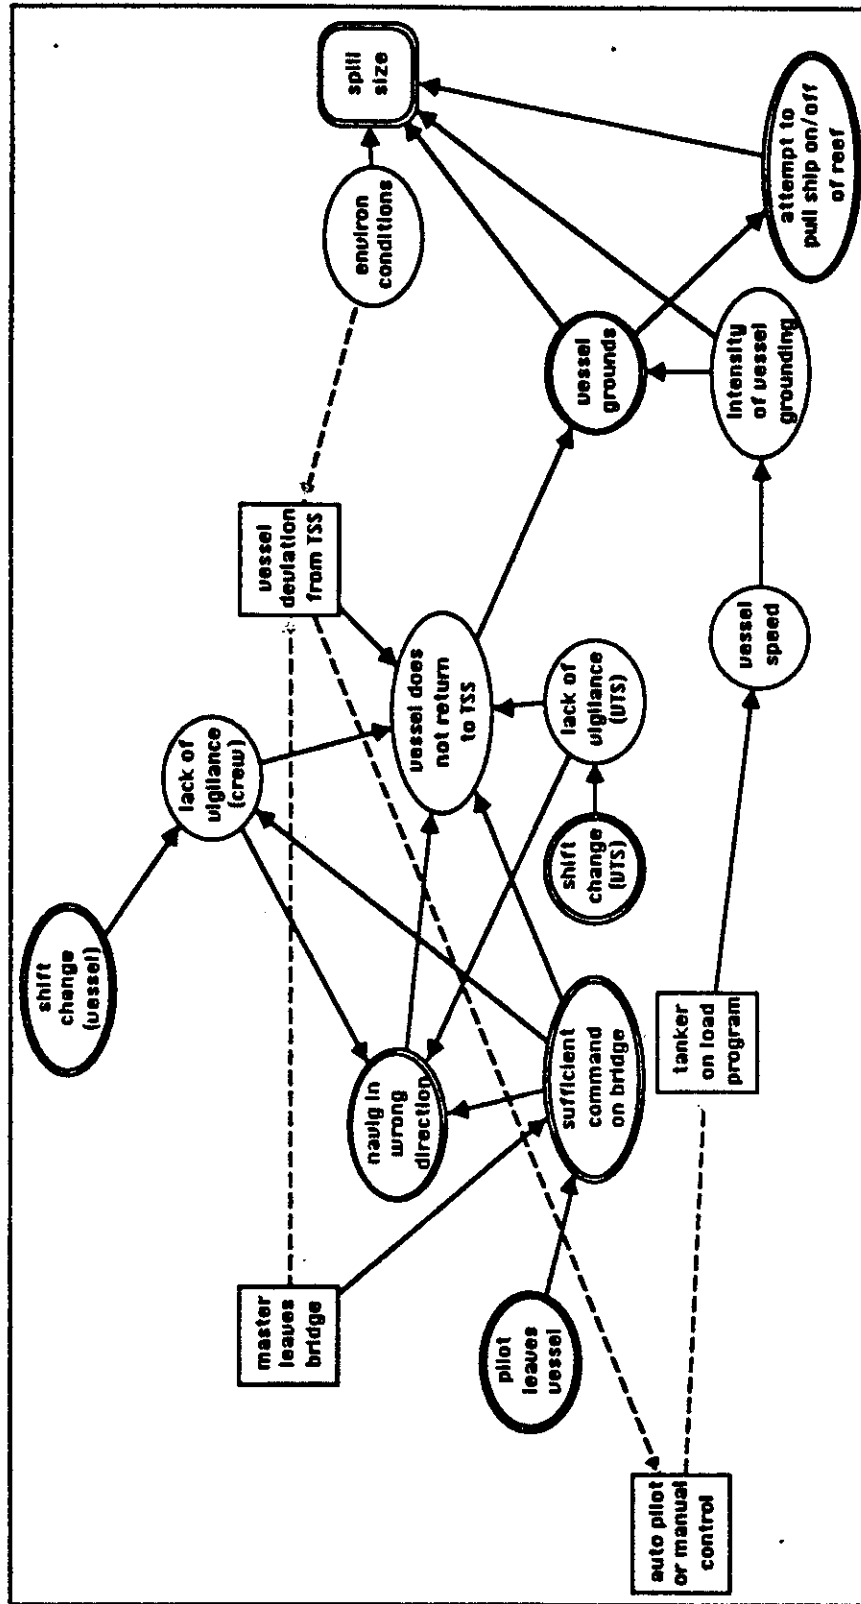 shift
change
(vessel)
lack of
vigilance
(crew)
master
leaves
bridge
vessel
deviation
from TSS
spill
size
environ
conditions
navig in
wrong
direction
vessel does
not return
to TSS
pilot
leaves
vessel
sufficient
command
on bridge
shift
change
(VTS)
lack of
vigilance
(VTS)
vessel
grounds
auto pilot
or manual
control
tanker
on load
program
vessel
speed
Intensity
of vessel
grounding
attempt to
pull ship on/off
of reef